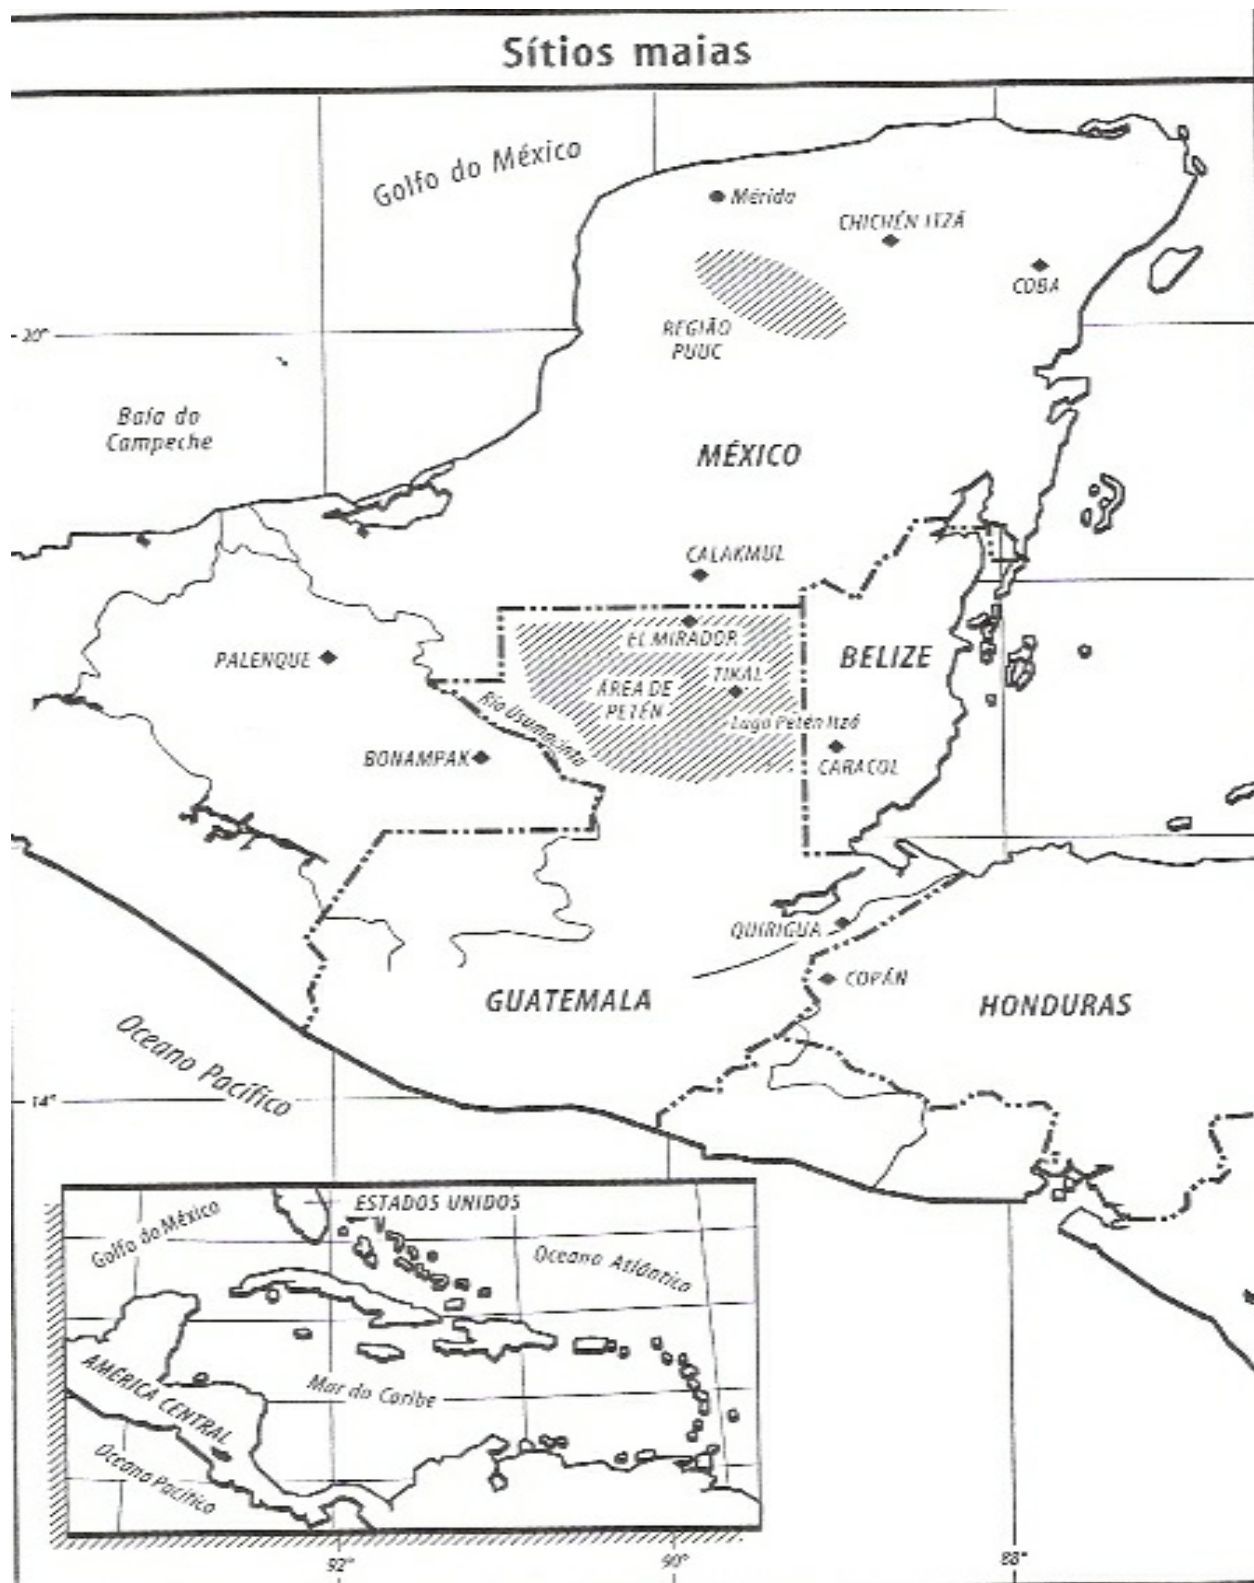 Sítios maias
Golfo do México
Mérida
CHICHÉN ITZÁ
COBA
REGIÃO
PUUC
20°
Baía do
Campeche
MÉXICO
CALAKMUL
EL MIRADOR
BELIZE
PALENQUE
TIKAL
ÁREA DE
PETÉN
Rio Usumacinta
Lago Petén Itzá
BONAMPAK
CARACOL
QUIRIGUA
COPÁN
GUATEMALA
HONDURAS
Oceano Pacífico
14°
ESTADOS UNIDOS
Golfo do México
Oceano Atlântico
AMÉRICA CENTRAL
Mar do Caribe
Oceano Pacífico
92°
90°
88°